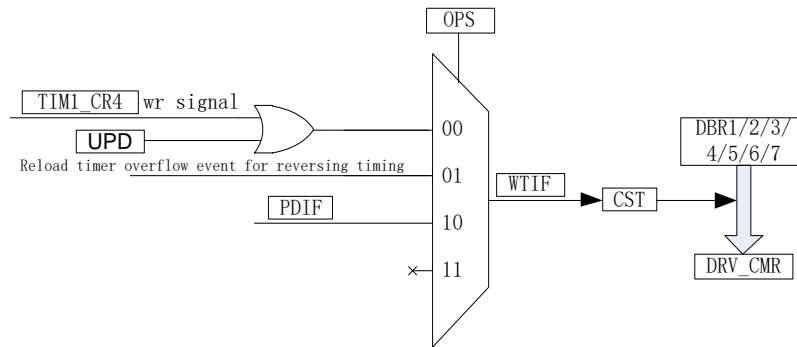 OPS
TIM1_CR4 wr signal
UPD
00
DBR1/2/3/
4/5/6/7
Reload timer overflow event for reversing timing
01
WTIF
CST
PDIF
10
11
DRV_CMR